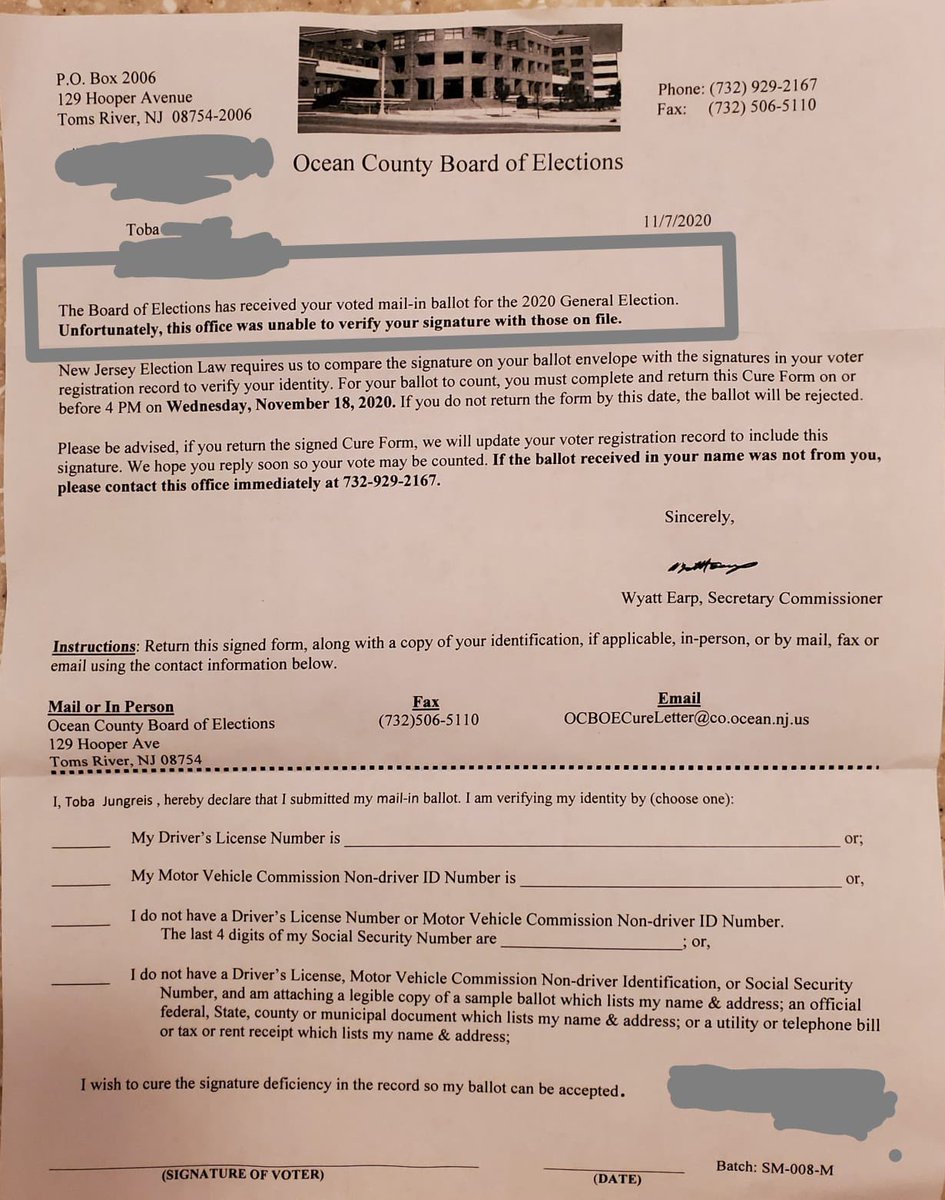 P.O. Box 2006
129 Hooper Avenue
Toms River, NJ 08754-2006
Phone: (732) 929-2167
Fax: (732) 506-5110
Ocean County Board of Elections
Toba
11/7/2020
The Board of Elections has received your voted mail-in ballot for the 2020 General Election.
Unfortunately, this office was unable to verify your signature with those on file.
New Jersey Election Law requires us to compare the signature on your ballot envelope with the signatures in your voter
registration record to verify your identity. For your ballot to count, you must complete and return this Cure Form on or
before 4 PM on Wednesday, November 18, 2020. If you do not return the form by this date, the ballot will be rejected.
Please be advised, if you return the signed Cure Form, we will update your voter registration record to include this
signature. We hope you reply soon so your vote may be counted. If the ballot received in your name was not from you,
please contact this office immediately at 732-929-2167.
Sincerely,
Wyatt Earp, Secretary Commissioner
Instructions: Return this signed form, along with a copy of your identification, if applicable, in-person, or by mail, fax or
email using the contact information below.
Mail or In Person
Ocean County Board of Elections
129 Hooper Ave
Toms River, NJ 08754
Fax
(732)506-5110
Email
OCBOECureLetter@co.ocean.nj.us
I, Toba Jungreis , hereby declare that I submitted my mail-in ballot. I am verifying my identity by (choose one):
______ My Driver's License Number is ______ or;
______ My Motor Vehicle Commission Non-driver ID Number is ______ or,
______ I do not have a Driver's License Number or Motor Vehicle Commission Non-driver ID Number.
The last 4 digits of my Social Security Number are ______; or,
______ I do not have a Driver's License, Motor Vehicle Commission Non-driver Identification, or Social Security
Number, and am attaching a legible copy of a sample ballot which lists my name & address; an official
federal, State, county or municipal document which lists my name & address; or a utility or telephone bill
or tax or rent receipt which lists my name & address;
I wish to cure the signature deficiency in the record so my ballot can be accepted.
(SIGNATURE OF VOTER)
(DATE)
Batch: SM-008-M